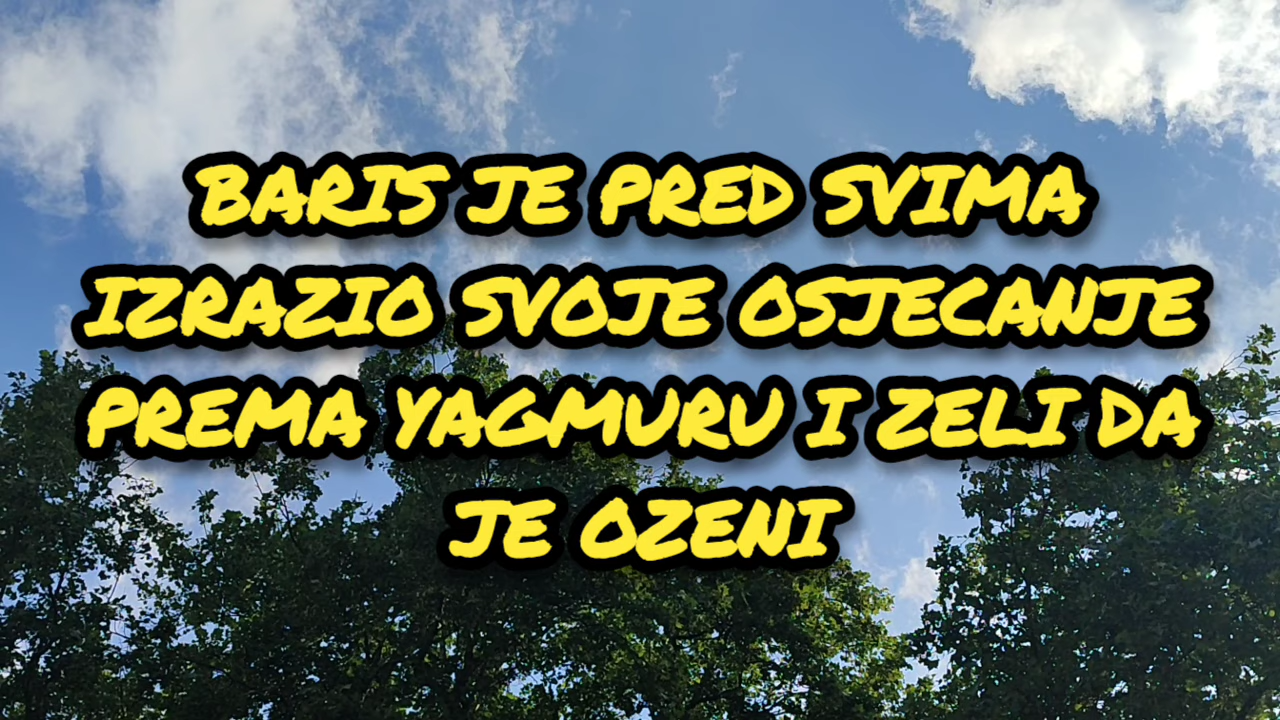 BARIS JE PRED SVIMA
IZRAZIO SVOJE OSJECANJE
PREMA YAGMURU I ZELI DA
JE OZENI